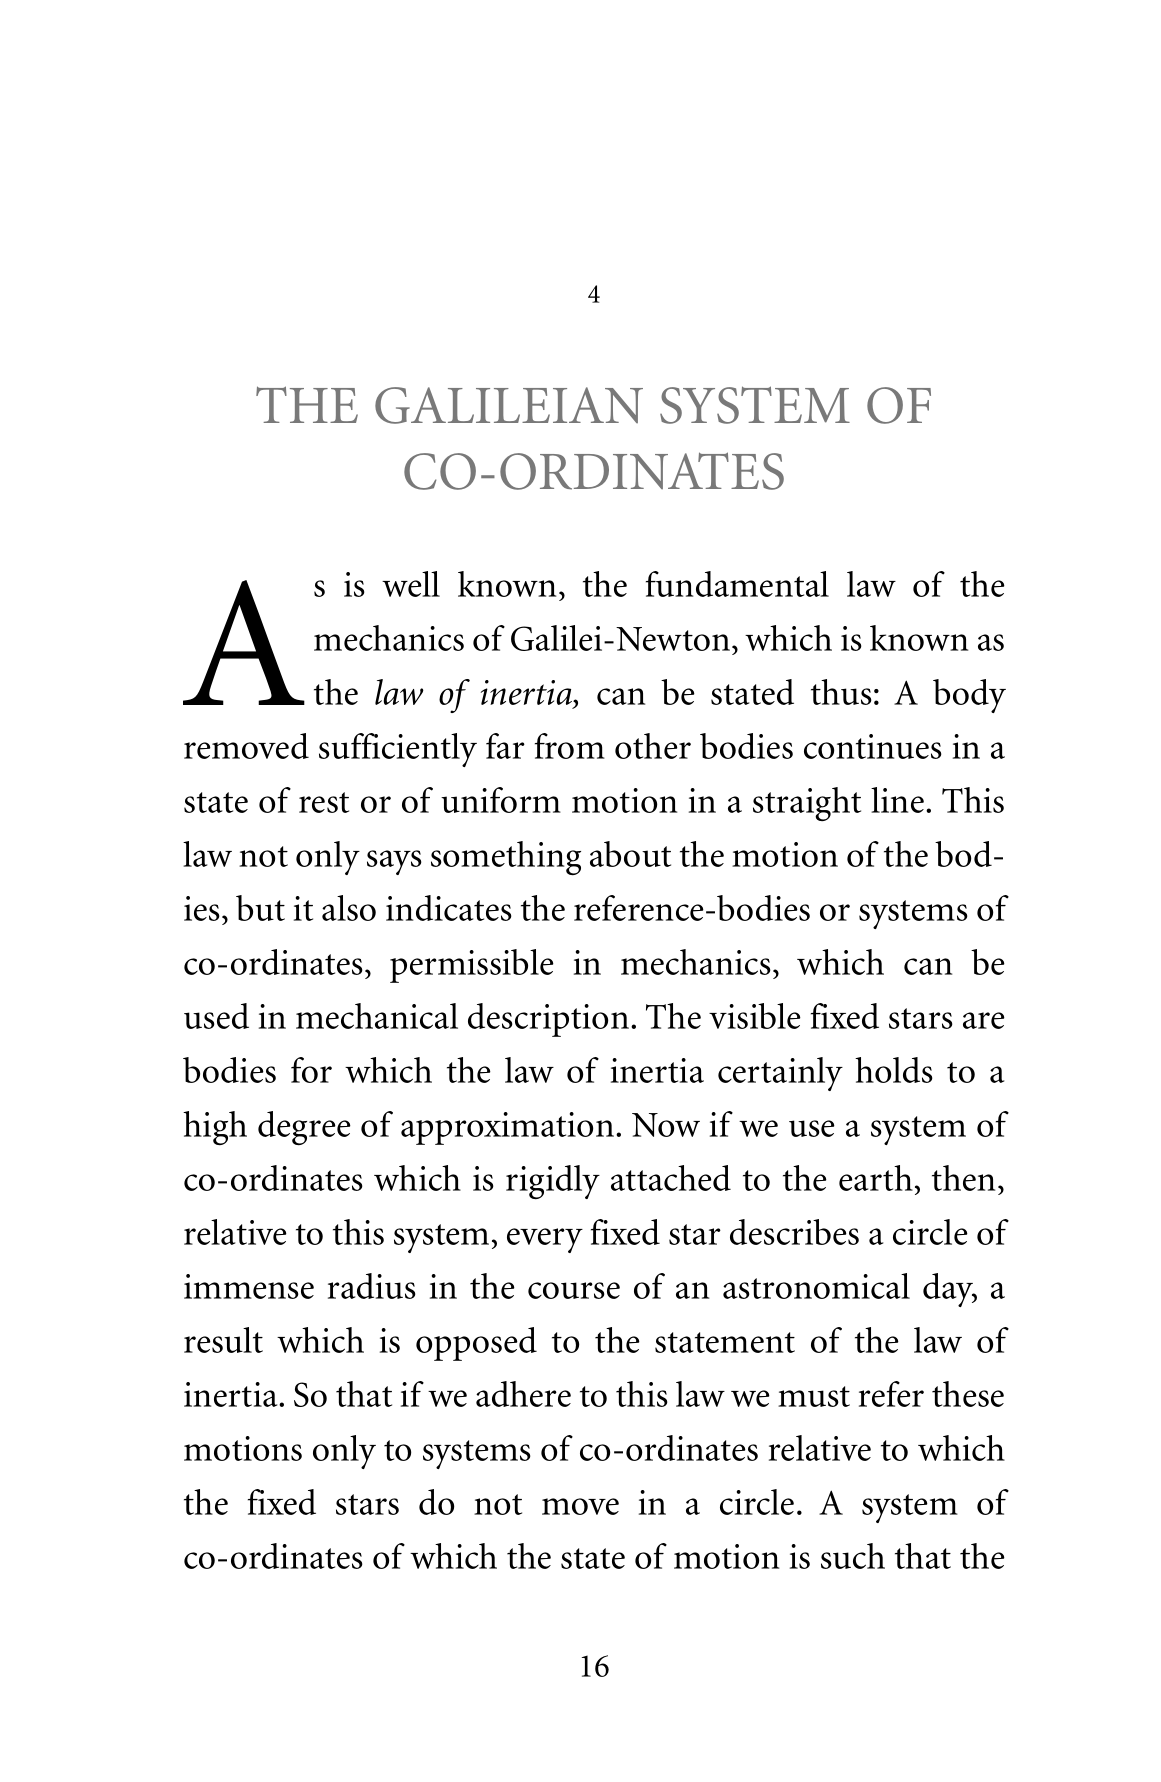 4
THE GALILEIAN SYSTEM OF
CO-ORDINATES
As is well known, the fundamental law of the
mechanics of Galilei-Newton, which is known as
the law of inertia, can be stated thus: A body
removed sufficiently far from other bodies continues in a
state of rest or of uniform motion in a straight line. This
law not only says something about the motion of the bod-
ies, but it also indicates the reference-bodies or systems of
co-ordinates, permissible in mechanics, which can be
used in mechanical description. The visible fixed stars are
bodies for which the law of inertia certainly holds to a
high degree of approximation. Now if we use a system of
co-ordinates which is rigidly attached to the earth, then,
relative to this system, every fixed star describes a circle of
immense radius in the course of an astronomical day, a
result which is opposed to the statement of the law of
inertia. So that if we adhere to this law we must refer these
motions only to systems of co-ordinates relative to which
the fixed stars do not move in a circle. A system of
co-ordinates of which the state of motion is such that the
16